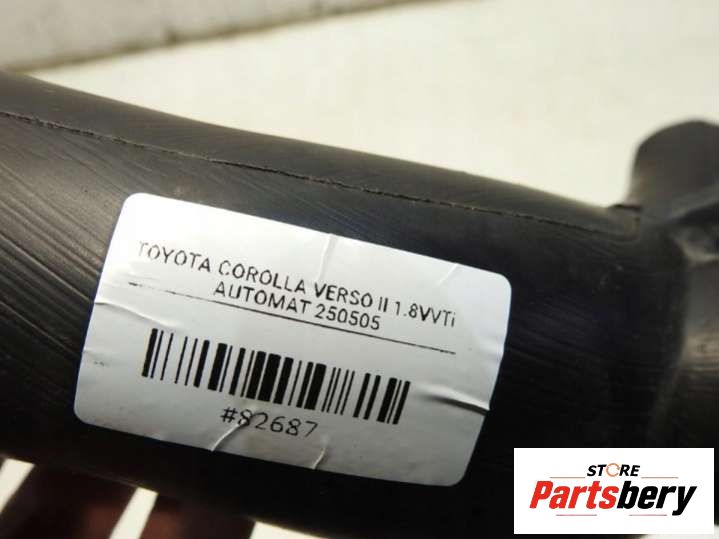 TOYOTA COROLLA VERSO II 1.8VVTi
AUTOMAT 250505
#82687
STORE
Partsbery